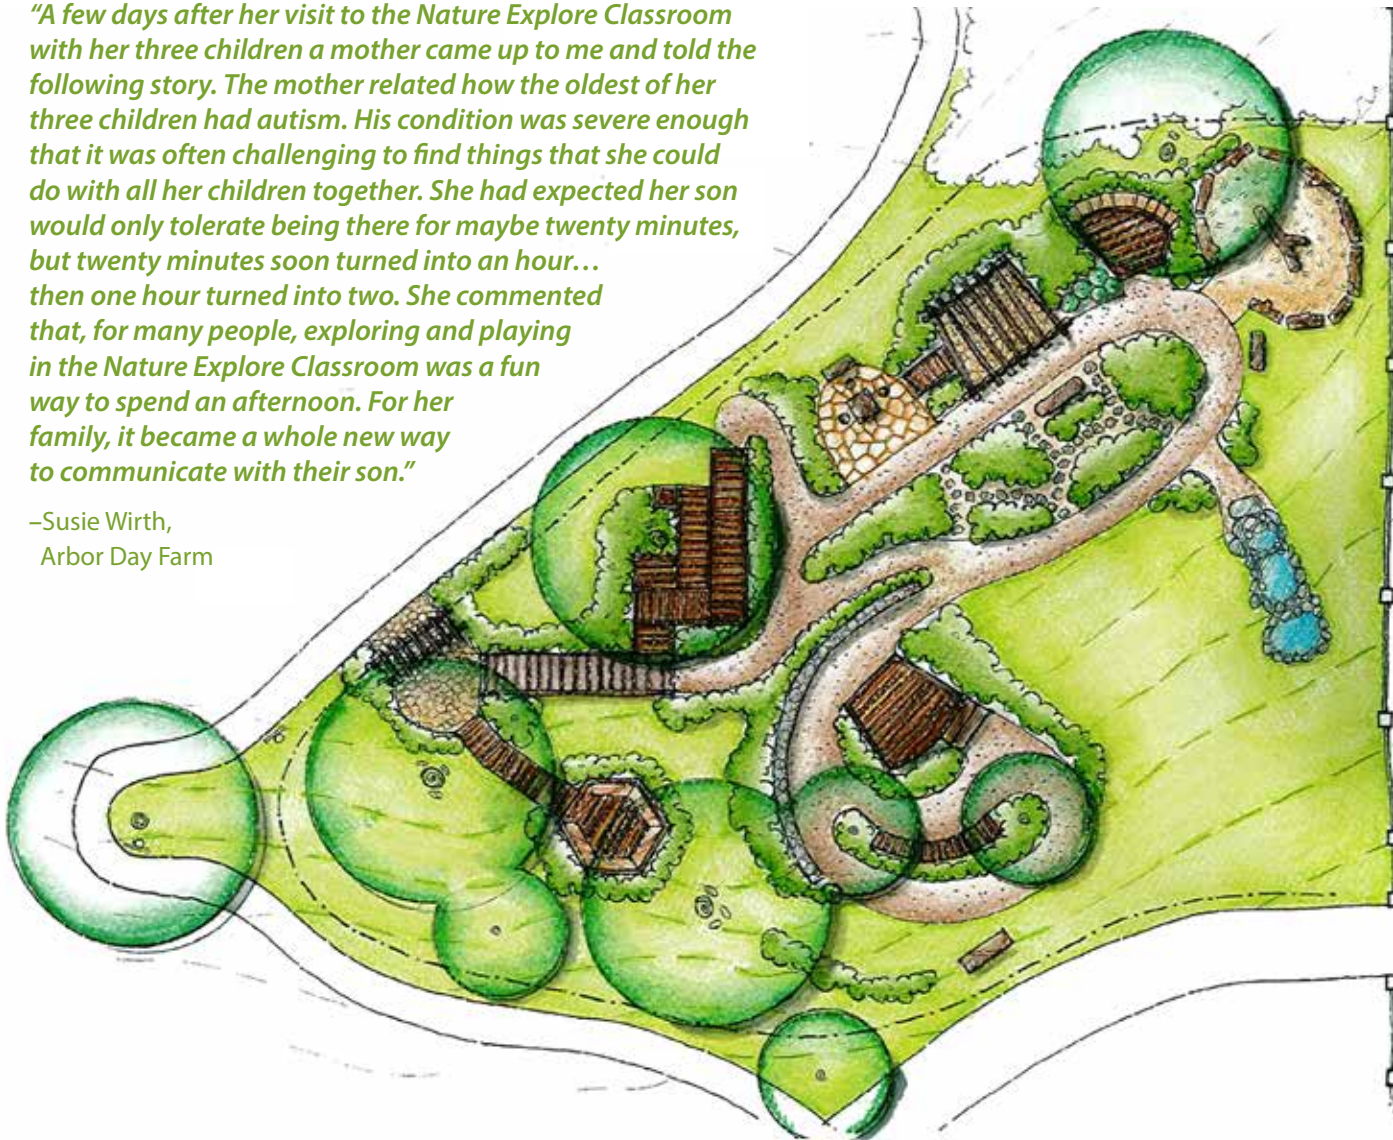 “A few days after her visit to the Nature Explore Classroom
with her three children a mother came up to me and told the
following story. The mother related how the oldest of her
three children had autism. His condition was severe enough
that it was often challenging to find things that she could
do with all her children together. She had expected her son
would only tolerate being there for maybe twenty minutes,
but twenty minutes soon turned into an hour…
then one hour turned into two. She commented
that, for many people, exploring and playing
in the Nature Explore Classroom was a fun
way to spend an afternoon. For her
family, it became a whole new way
to communicate with their son.”
–Susie Wirth,
Arbor Day Farm